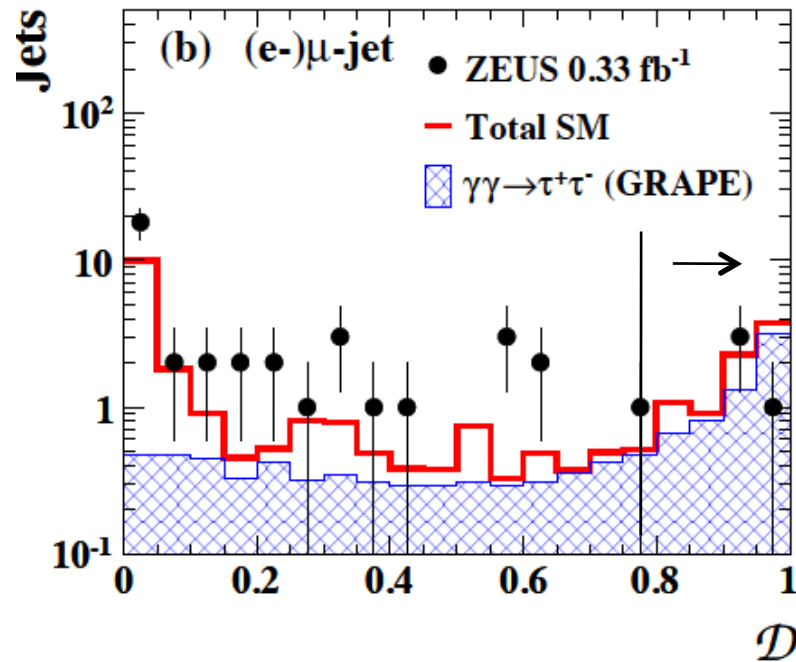 Jets
(b) (e-)μ-jet
ZEUS 0.33 fb⁻¹
Total SM
γγ→τ⁺τ⁻ (GRAPE)
10²
10
1
10⁻¹
0 0.2 0.4 0.6 0.8 1
𝒟